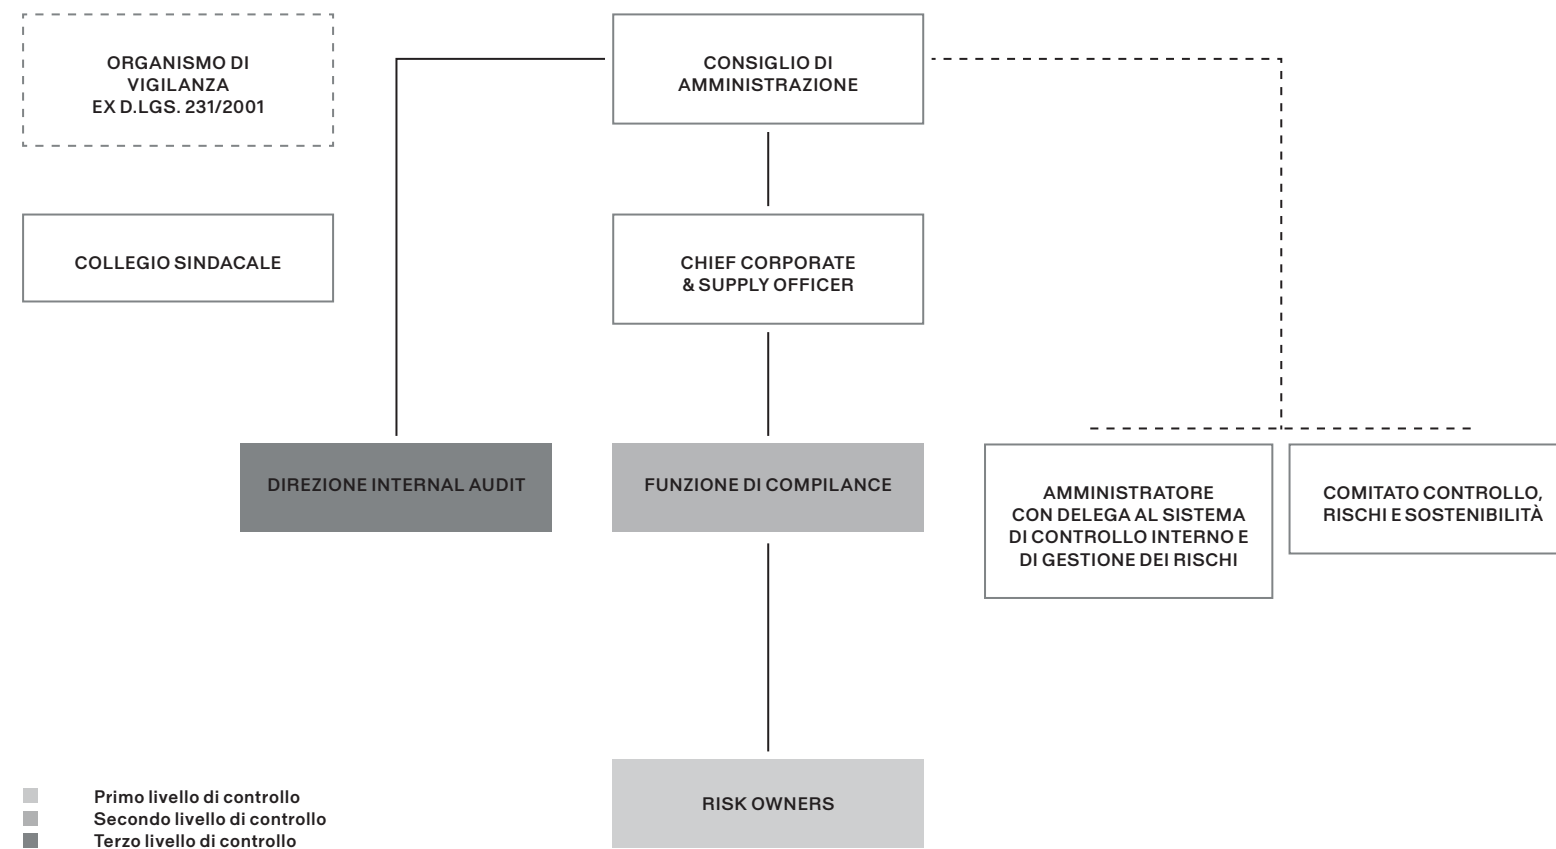 ORGANISMO DI
VIGILANZA
EX D.LGS. 231/2001
CONSIGLIO DI
AMMINISTRAZIONE
COLLEGIO SINDACALE
CHIEF CORPORATE
& SUPPLY OFFICER
DIREZIONE INTERNAL AUDIT
FUNZIONE DI COMPILANCE
AMMINISTRATORE
CON DELEGA AL SISTEMA
DI CONTROLLO INTERNO E
DI GESTIONE DEI RISCHI
COMITATO CONTROLLO,
RISCHI E SOSTENIBILITÀ
RISK OWNERS
Primo livello di controllo
Secondo livello di controllo
Terzo livello di controllo